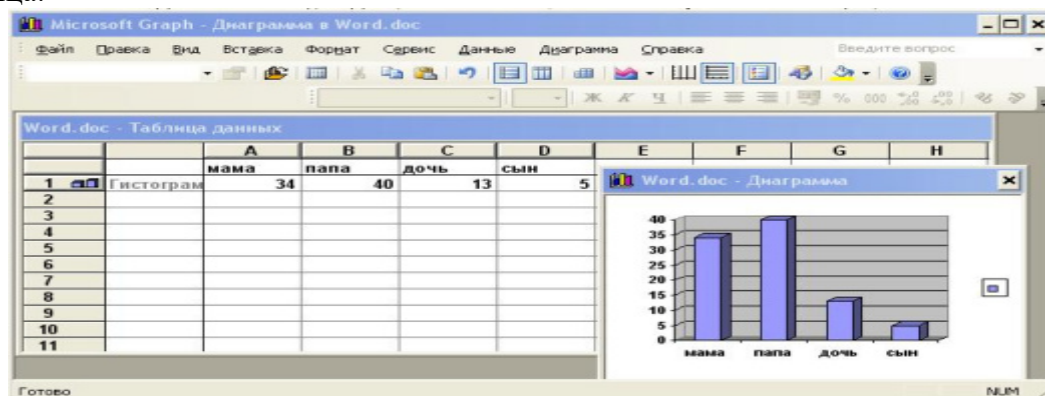 Microsoft Graph - Диаграмма в Word.doc
Файл Правка Вид Вставка Формат Сервис Данные Диаграмма Справка Введите вопрос
Ж К Ч % 000
Word.doc - Таблица данных
A B C D E F G H
мама папа дочь сын
1 Гистограм 34 40 13 5
2
3
4
5
6
7
8
9
10
11
Word.doc - Диаграмма
40
35
30
25
20
15
10
5
0
мама папа дочь сын
Готово NUM